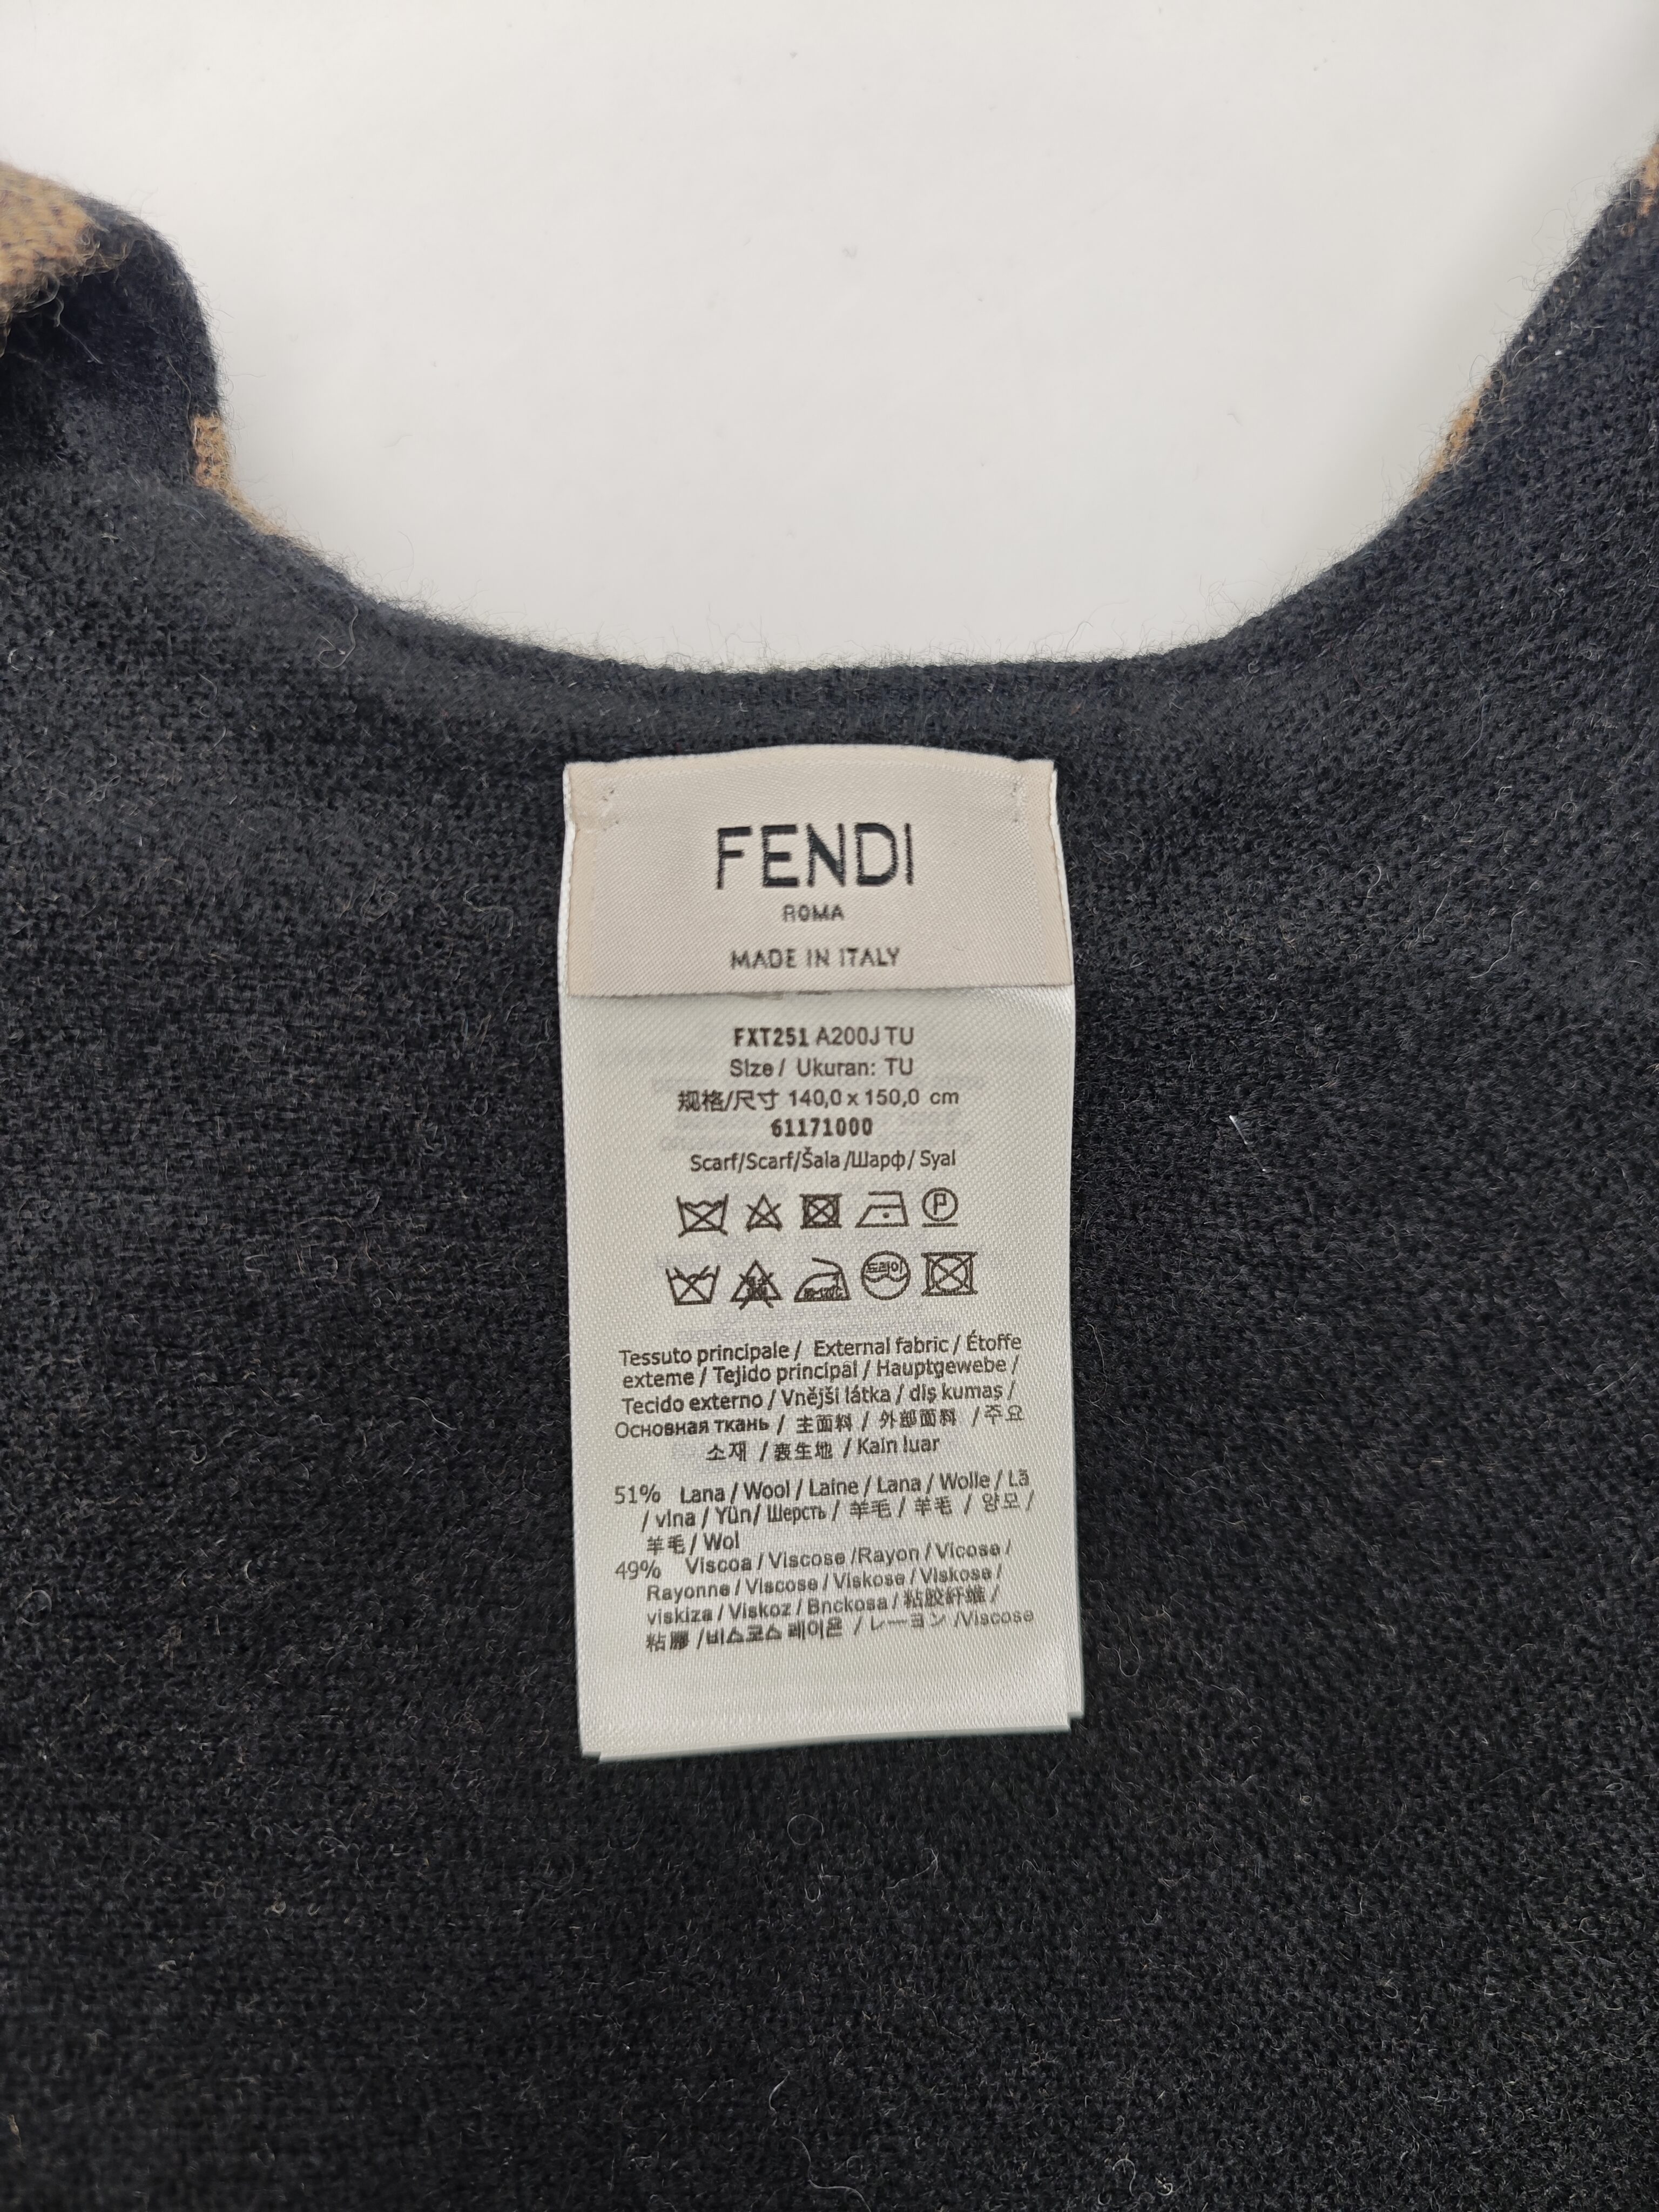 FENDI
ROMA
MADE IN ITALY
FXT251 A200J TU
Size / Ukuran: TU
规格/尺寸 140,0 x 150,0 cm
61171000
Scarf/Scarf/Šala /Шарф/ Syal
P
드라이
Tessuto principale / External fabric / Étoffe
exteme / Tejido principal / Hauptgewebe /
Tecido externo / Vnější látka / dış kumaş /
Основная ткань / 主面料 / 外部面料 / 주요
소재 / 表生地 / Kain luar
51% Lana / Wool / Laine / Lana / Wolle / Lã
/ vlna / Yün/ Шерсть / 羊毛 / 羊毛 / 양모 /
羊毛 / Wol
49% Viscoa / Viscose /Rayon / Vicose /
Rayonne / Viscose / Viskose / Viskose /
viskiza / Viskoz / Bnckosa / 粘胶纤维 /
粘膠 /비스코스 레이온 / レーヨン /Viscose